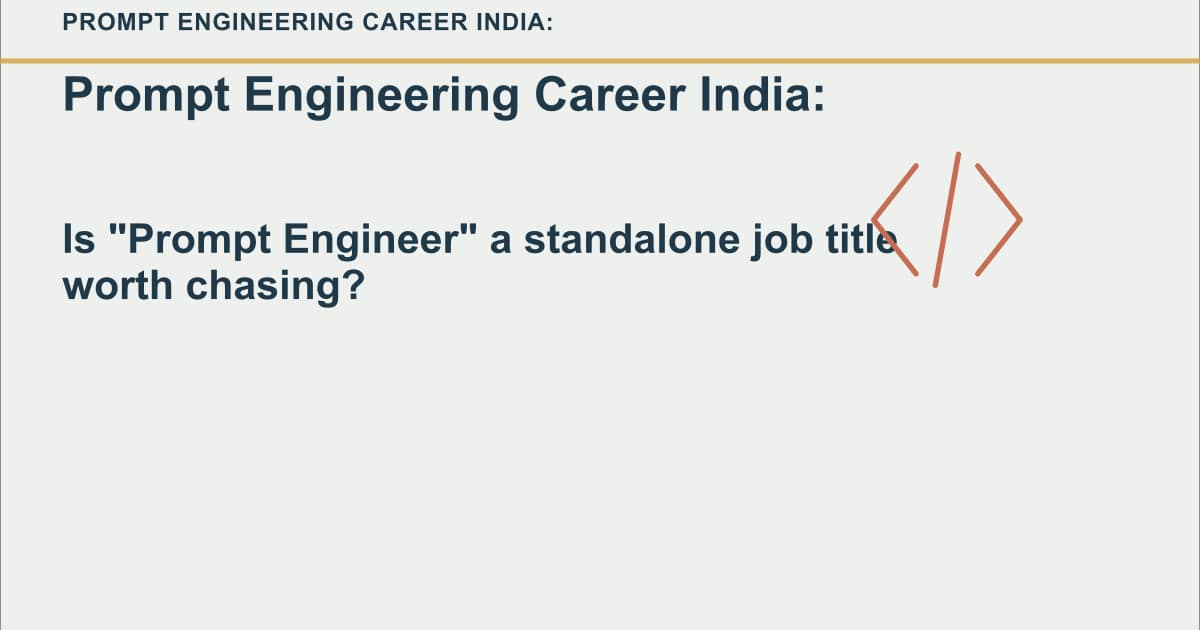 PROMPT ENGINEERING CAREER INDIA:
Prompt Engineering Career India:
Is "Prompt Engineer" a standalone job title
worth chasing?